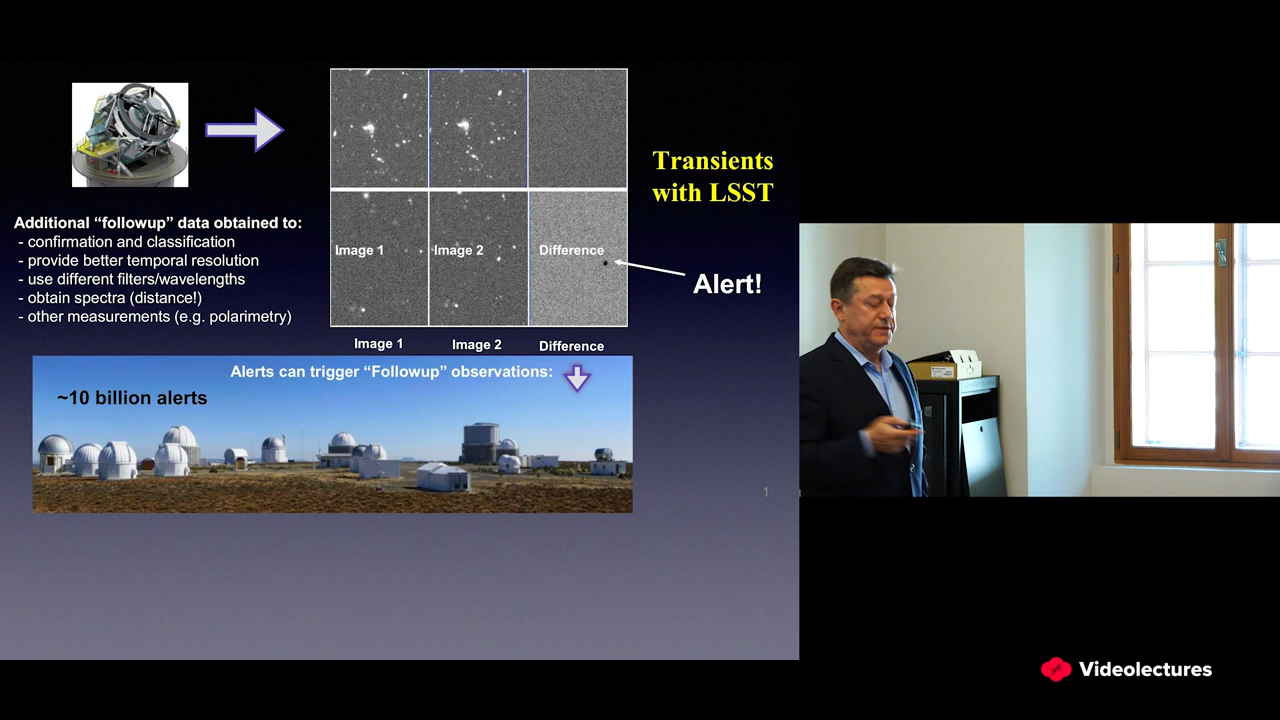 Transients
with LSST
Additional “followup” data obtained to:
- confirmation and classification
- provide better temporal resolution
- use different filters/wavelengths
- obtain spectra (distance!)
- other measurements (e.g. polarimetry)
Image 1
Image 2
Difference
Alert!
Image 1
Image 2
Difference
Alerts can trigger “Followup” observations:
~10 billion alerts
1
Videolectures